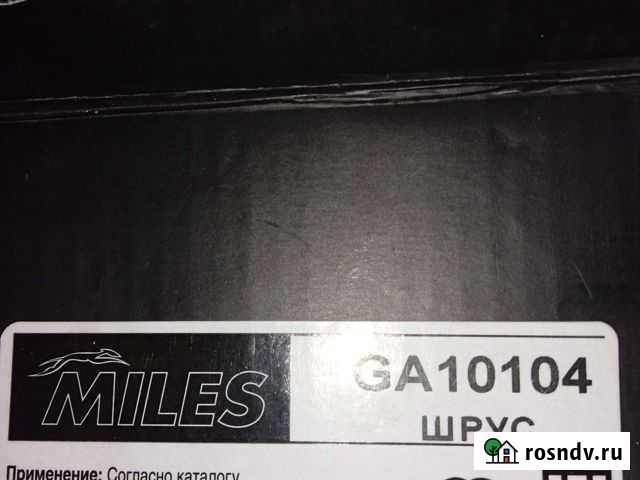 MILES
GA10104
ШРУС
Применение: Согласно каталогу
rosndv.ru